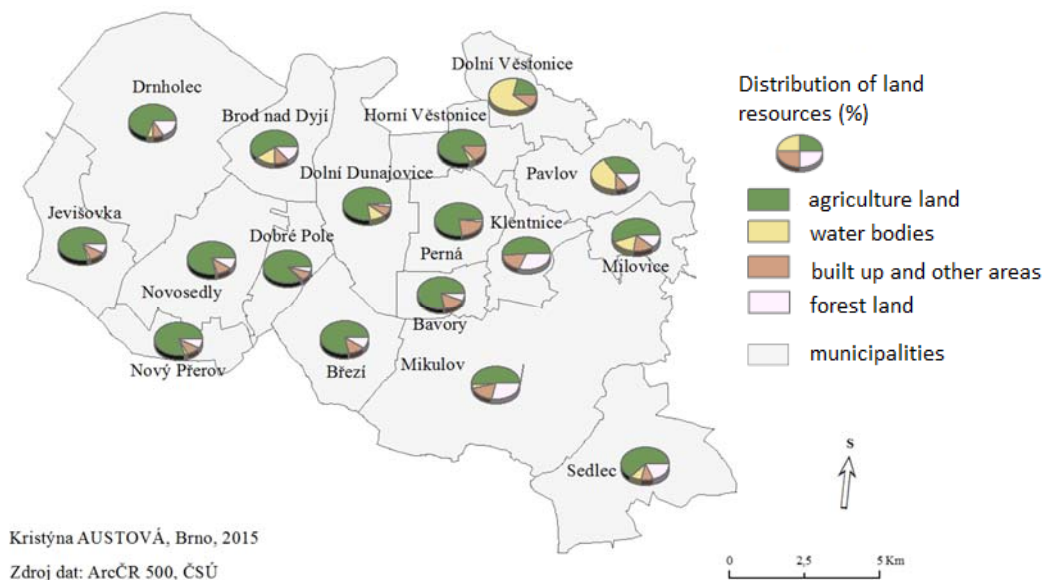 Dolní Věstonice
Drnholec
Brod nad Dyjí
Horní Věstonice
Dolní Dunajovice
Pavlov
Jevišovka
Dobré Pole
Klentnice
Perná
Milovice
Novosedly
Bavory
Nový Přerov
Březí
Mikulov
Sedlec
Distribution of land
resources (%)
agriculture land
water bodies
built up and other areas
forest land
municipalities
S
0 2,5 5 Km
Kristýna AUSTOVÁ, Brno, 2015
Zdroj dat: ArcČR 500, ČSÚ